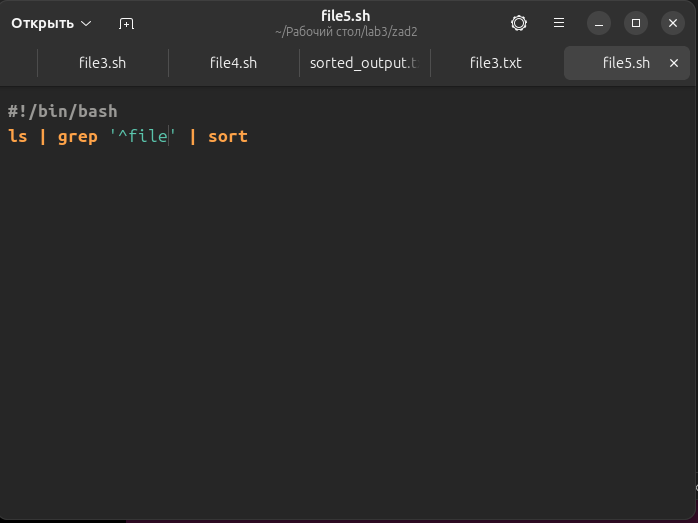 Открыть
file5.sh
~/Рабочий стол/lab3/zad2
file3.sh file4.sh sorted_output.t file3.txt file5.sh
#!/bin/bash
ls | grep '^file' | sort